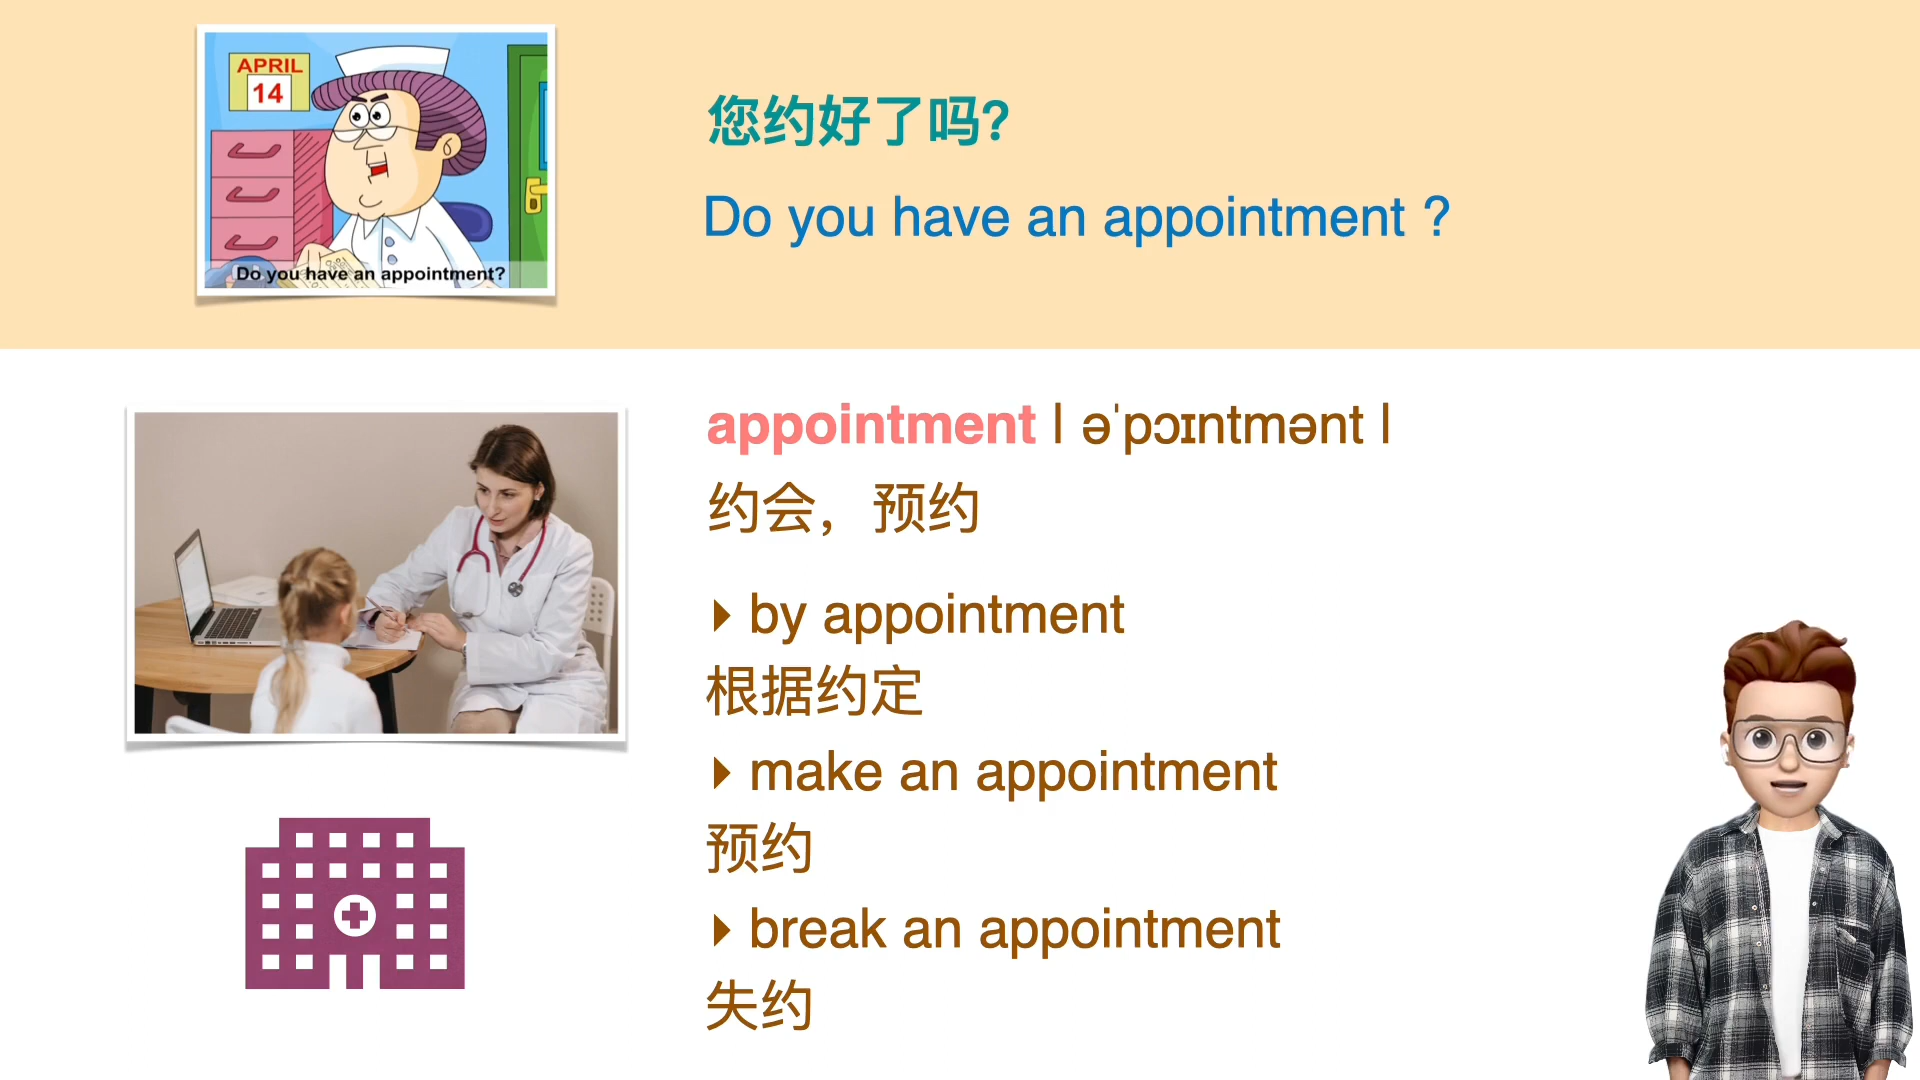 APRIL
14
Do you have an appointment?
您约好了吗?
Do you have an appointment ?
appointment | əˈpɔɪntmənt |
约会，预约
by appointment
根据约定
make an appointment
预约
break an appointment
失约